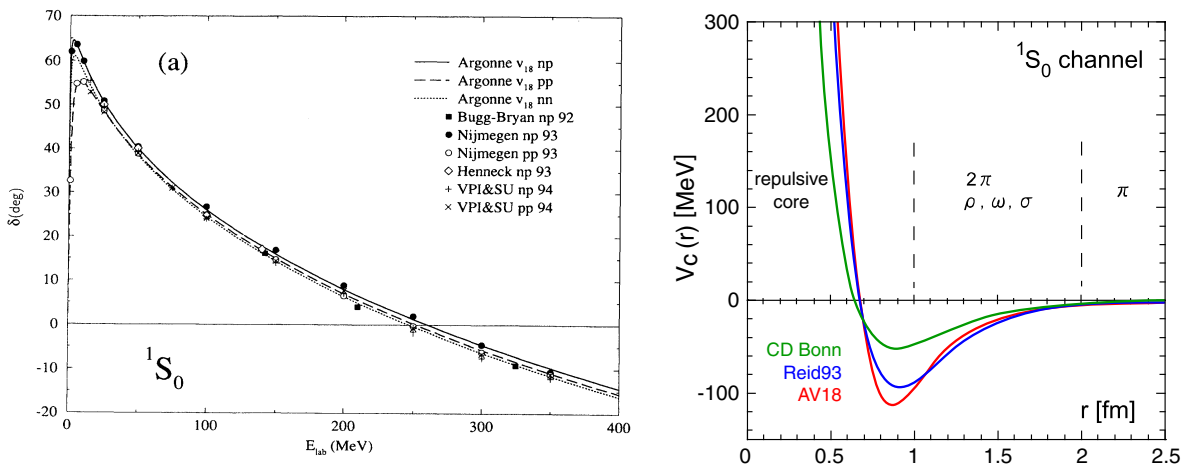 (a)
Argonne v₁₈ np
Argonne v₁₈ pp
Argonne v₁₈ nn
Bugg-Bryan np 92
Nijmegen np 93
Nijmegen pp 93
Henneck np 93
VPI&SU np 94
VPI&SU pp 94
70
60
50
40
30
20
10
0
-10
-20
δ(deg)
¹S₀
0 100 200 300 400
E_lab (MeV)
300
200
100
0
-100
V_C (r) [MeV]
¹S₀ channel
repulsive
core
2π
ρ, ω, σ
π
CD Bonn
Reid93
AV18
r [fm]
0 0.5 1 1.5 2 2.5